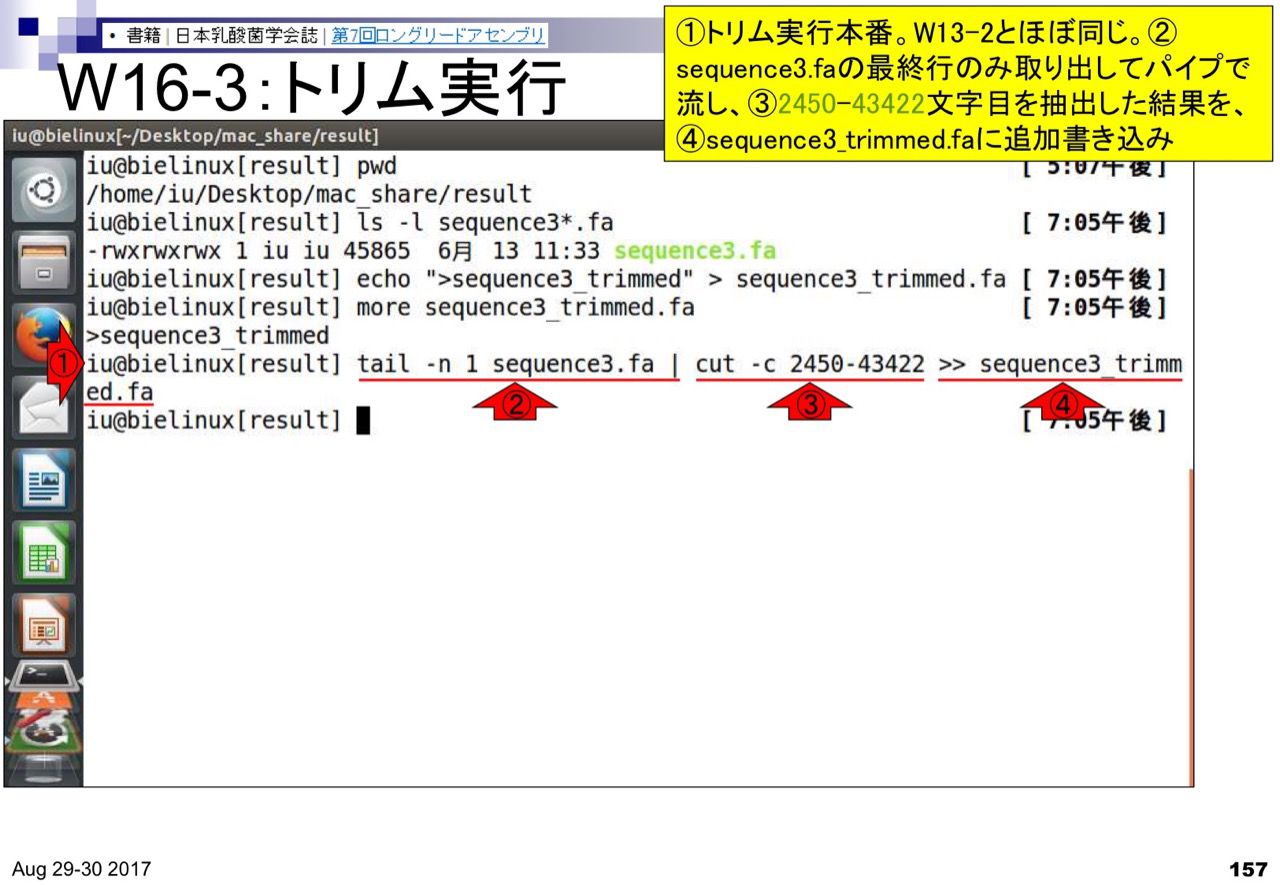 • 書籍 | 日本乳酸菌学会誌 | 第7回ロングリードアセンブリ
W16-3:トリム実行
①トリム実行本番。W13-2とほぼ同じ。②
sequence3.faの最終行のみ取り出してパイプで
流し、③2450-43422文字目を抽出した結果を、
④sequence3_trimmed.faに追加書き込み
iu@bielinux[~/Desktop/mac_share/result]
iu@bielinux[result] pwd [ 5:07午後]
/home/iu/Desktop/mac_share/result
iu@bielinux[result] ls -l sequence3*.fa [ 7:05午後]
-rwxrwxrwx 1 iu iu 45865 6月 13 11:33 sequence3.fa
iu@bielinux[result] echo ">sequence3_trimmed" > sequence3_trimmed.fa [ 7:05午後]
iu@bielinux[result] more sequence3_trimmed.fa [ 7:05午後]
>sequence3_trimmed
①
iu@bielinux[result] tail -n 1 sequence3.fa | cut -c 2450-43422 >> sequence3_trimm
ed.fa
② ③ ④
iu@bielinux[result] [ 7:05午後]
Aug 29-30 2017
157